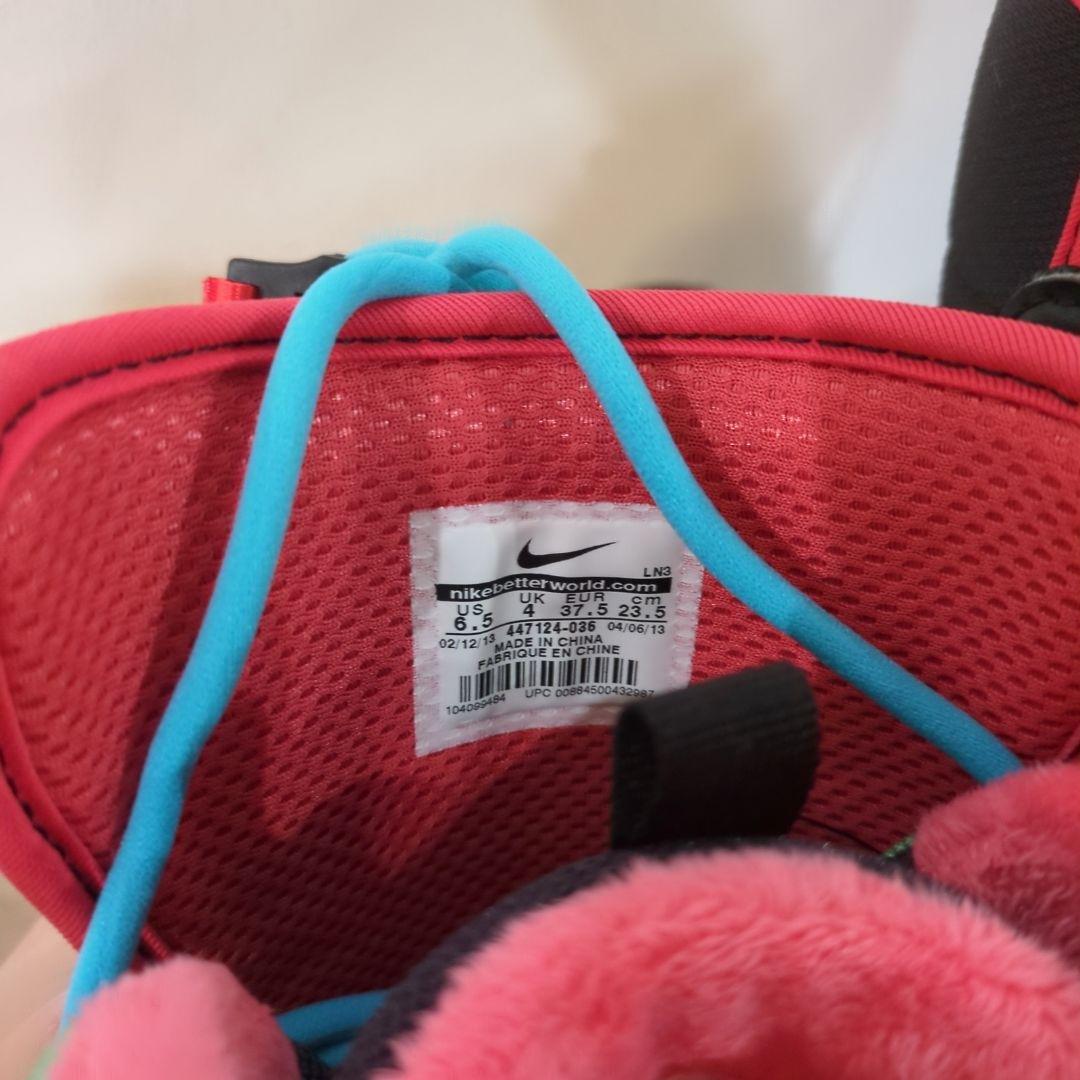 LN3
nikebetterworld.com
US UK EUR cm
6.5 4 37.5 23.5
02/12/13 447124-036 04/06/13
MADE IN CHINA
FABRIQUE EN CHINE
104099484 UPC 00884500432987